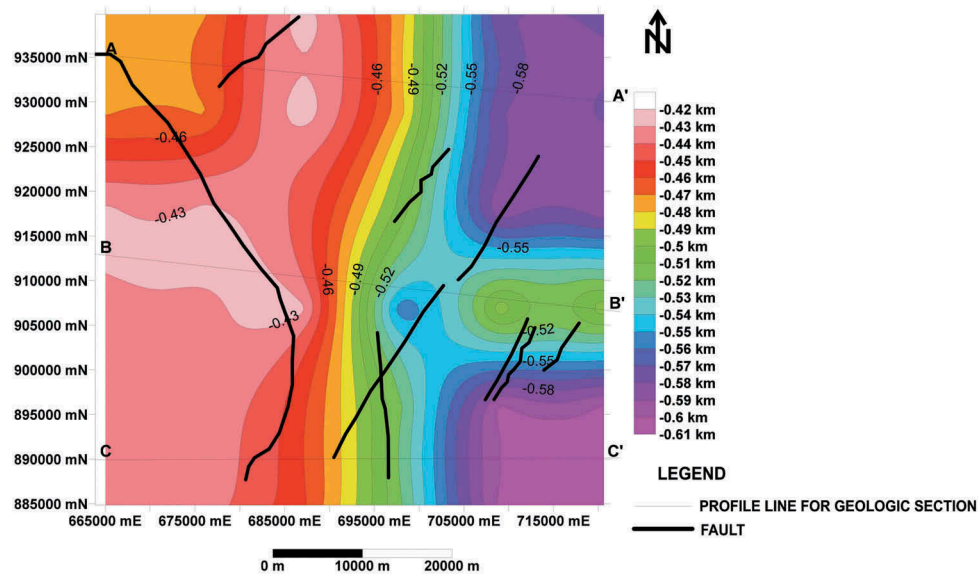 N
935000 mN
930000 mN
925000 mN
920000 mN
915000 mN
910000 mN
905000 mN
900000 mN
895000 mN
890000 mN
885000 mN
665000 mE
675000 mE
685000 mE
695000 mE
705000 mE
715000 mE
A
A'
B
B'
C
C'
-0.46
-0.49
-0.52
-0.55
-0.58
-0.46
-0.43
-0.43
-0.46
-0.49
-0.52
-0.55
-0.52
-0.55
-0.58
-0.42 km
-0.43 km
-0.44 km
-0.45 km
-0.46 km
-0.47 km
-0.48 km
-0.49 km
-0.5 km
-0.51 km
-0.52 km
-0.53 km
-0.54 km
-0.55 km
-0.56 km
-0.57 km
-0.58 km
-0.59 km
-0.6 km
-0.61 km
LEGEND
PROFILE LINE FOR GEOLOGIC SECTION
FAULT
0 m
10000 m
20000 m